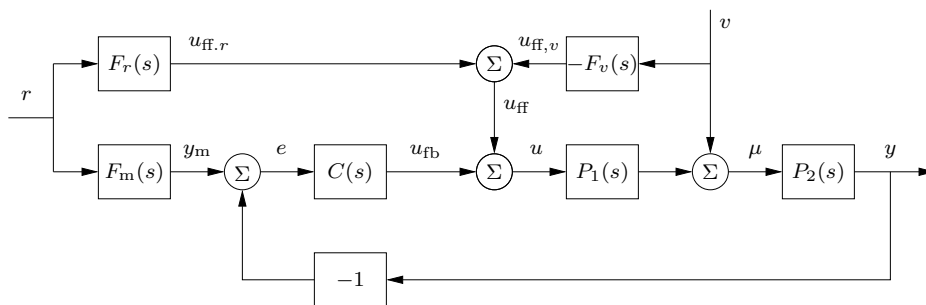 u_ff.r
u_ff,v
v
F_r(s)
Σ
−F_v(s)
r
u_ff
y_m
e
u_fb
u
μ
y
F_m(s)
Σ
C(s)
Σ
P_1(s)
Σ
P_2(s)
−1